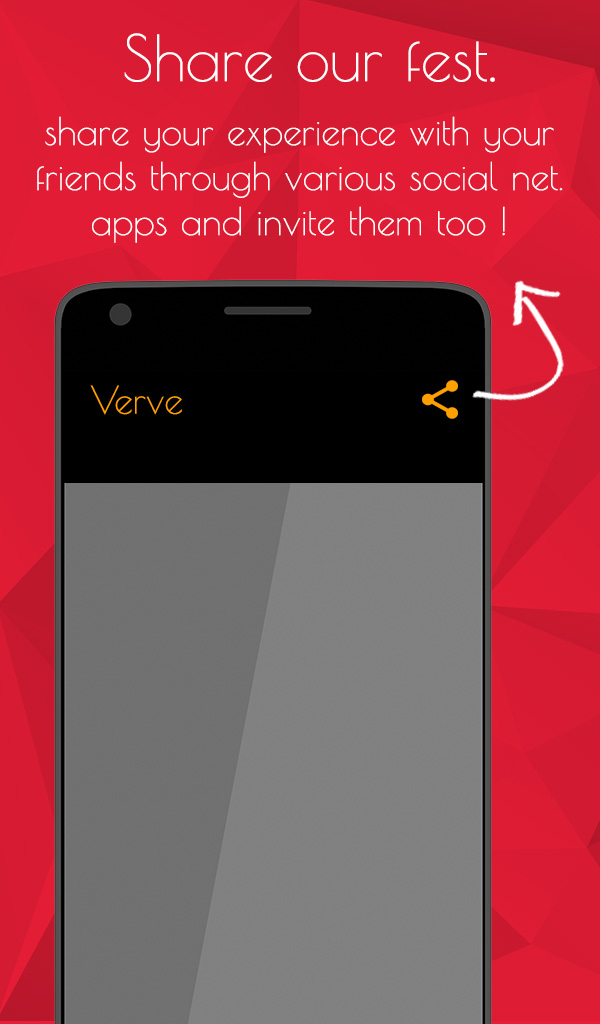 Share our fest.
share your experience with your
friends through various social net.
apps and invite them too !
Verve